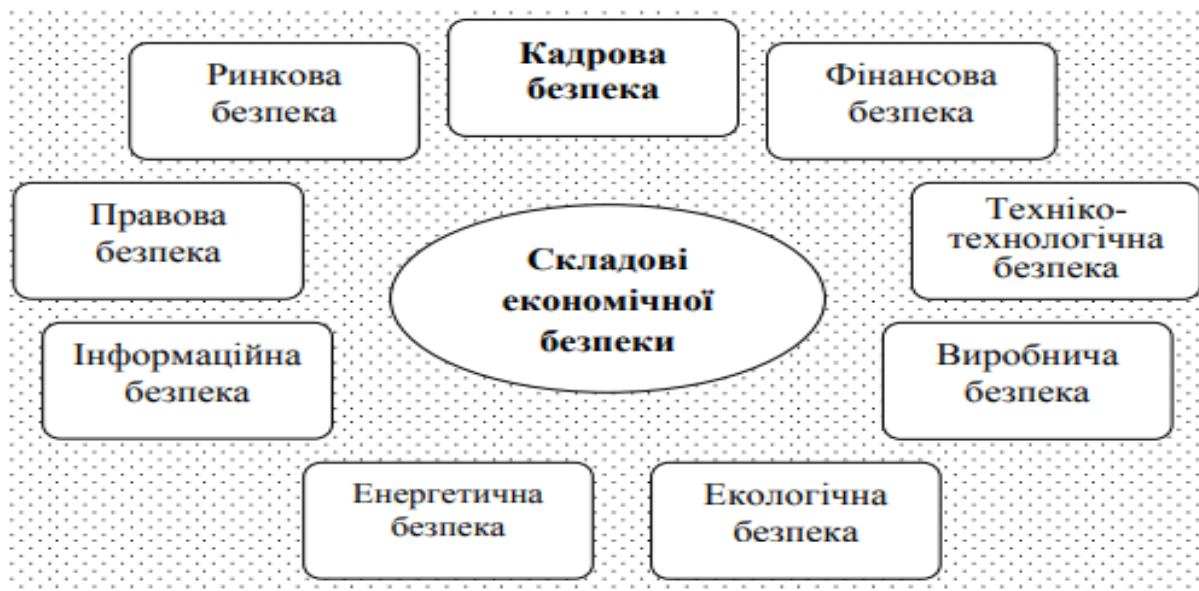 Ринкова
безпека
Кадрова
безпека
Фінансова
безпека
Правова
безпека
Складові
економічної
безпеки
Техніко-
технологічна
безпека
Інформаційна
безпека
Виробнича
безпека
Енергетична
безпека
Екологічна
безпека